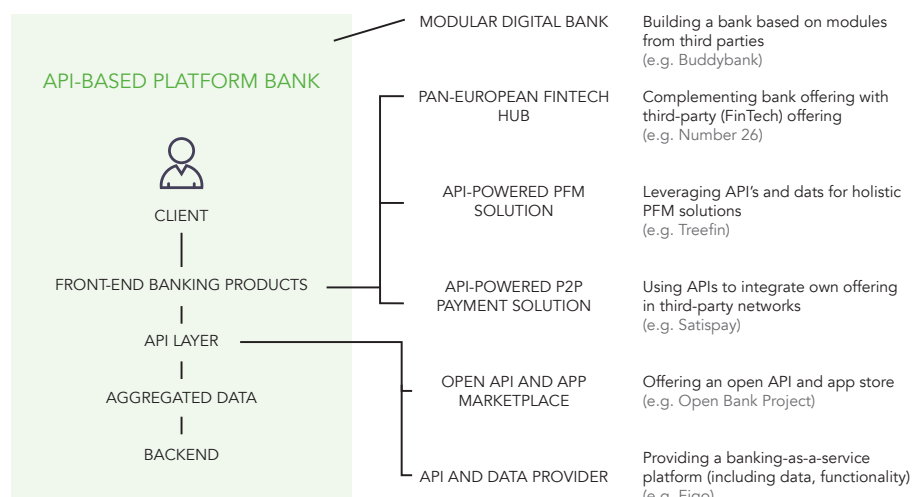 API-BASED PLATFORM BANK
CLIENT
FRONT-END BANKING PRODUCTS
API LAYER
AGGREGATED DATA
BACKEND
MODULAR DIGITAL BANK
Building a bank based on modules
from third parties
(e.g. Buddybank)
PAN-EUROPEAN FINTECH
HUB
Complementing bank offering with
third-party (FinTech) offering
(e.g. Number 26)
API-POWERED PFM
SOLUTION
Leveraging API's and dats for holistic
PFM solutions
(e.g. Treefin)
API-POWERED P2P
PAYMENT SOLUTION
Using APIs to integrate own offering
in third-party networks
(e.g. Satispay)
OPEN API AND APP
MARKETPLACE
Offering an open API and app store
(e.g. Open Bank Project)
API AND DATA PROVIDER
Providing a banking-as-a-service
platform (including data, functionality)
(e.g. Figo)